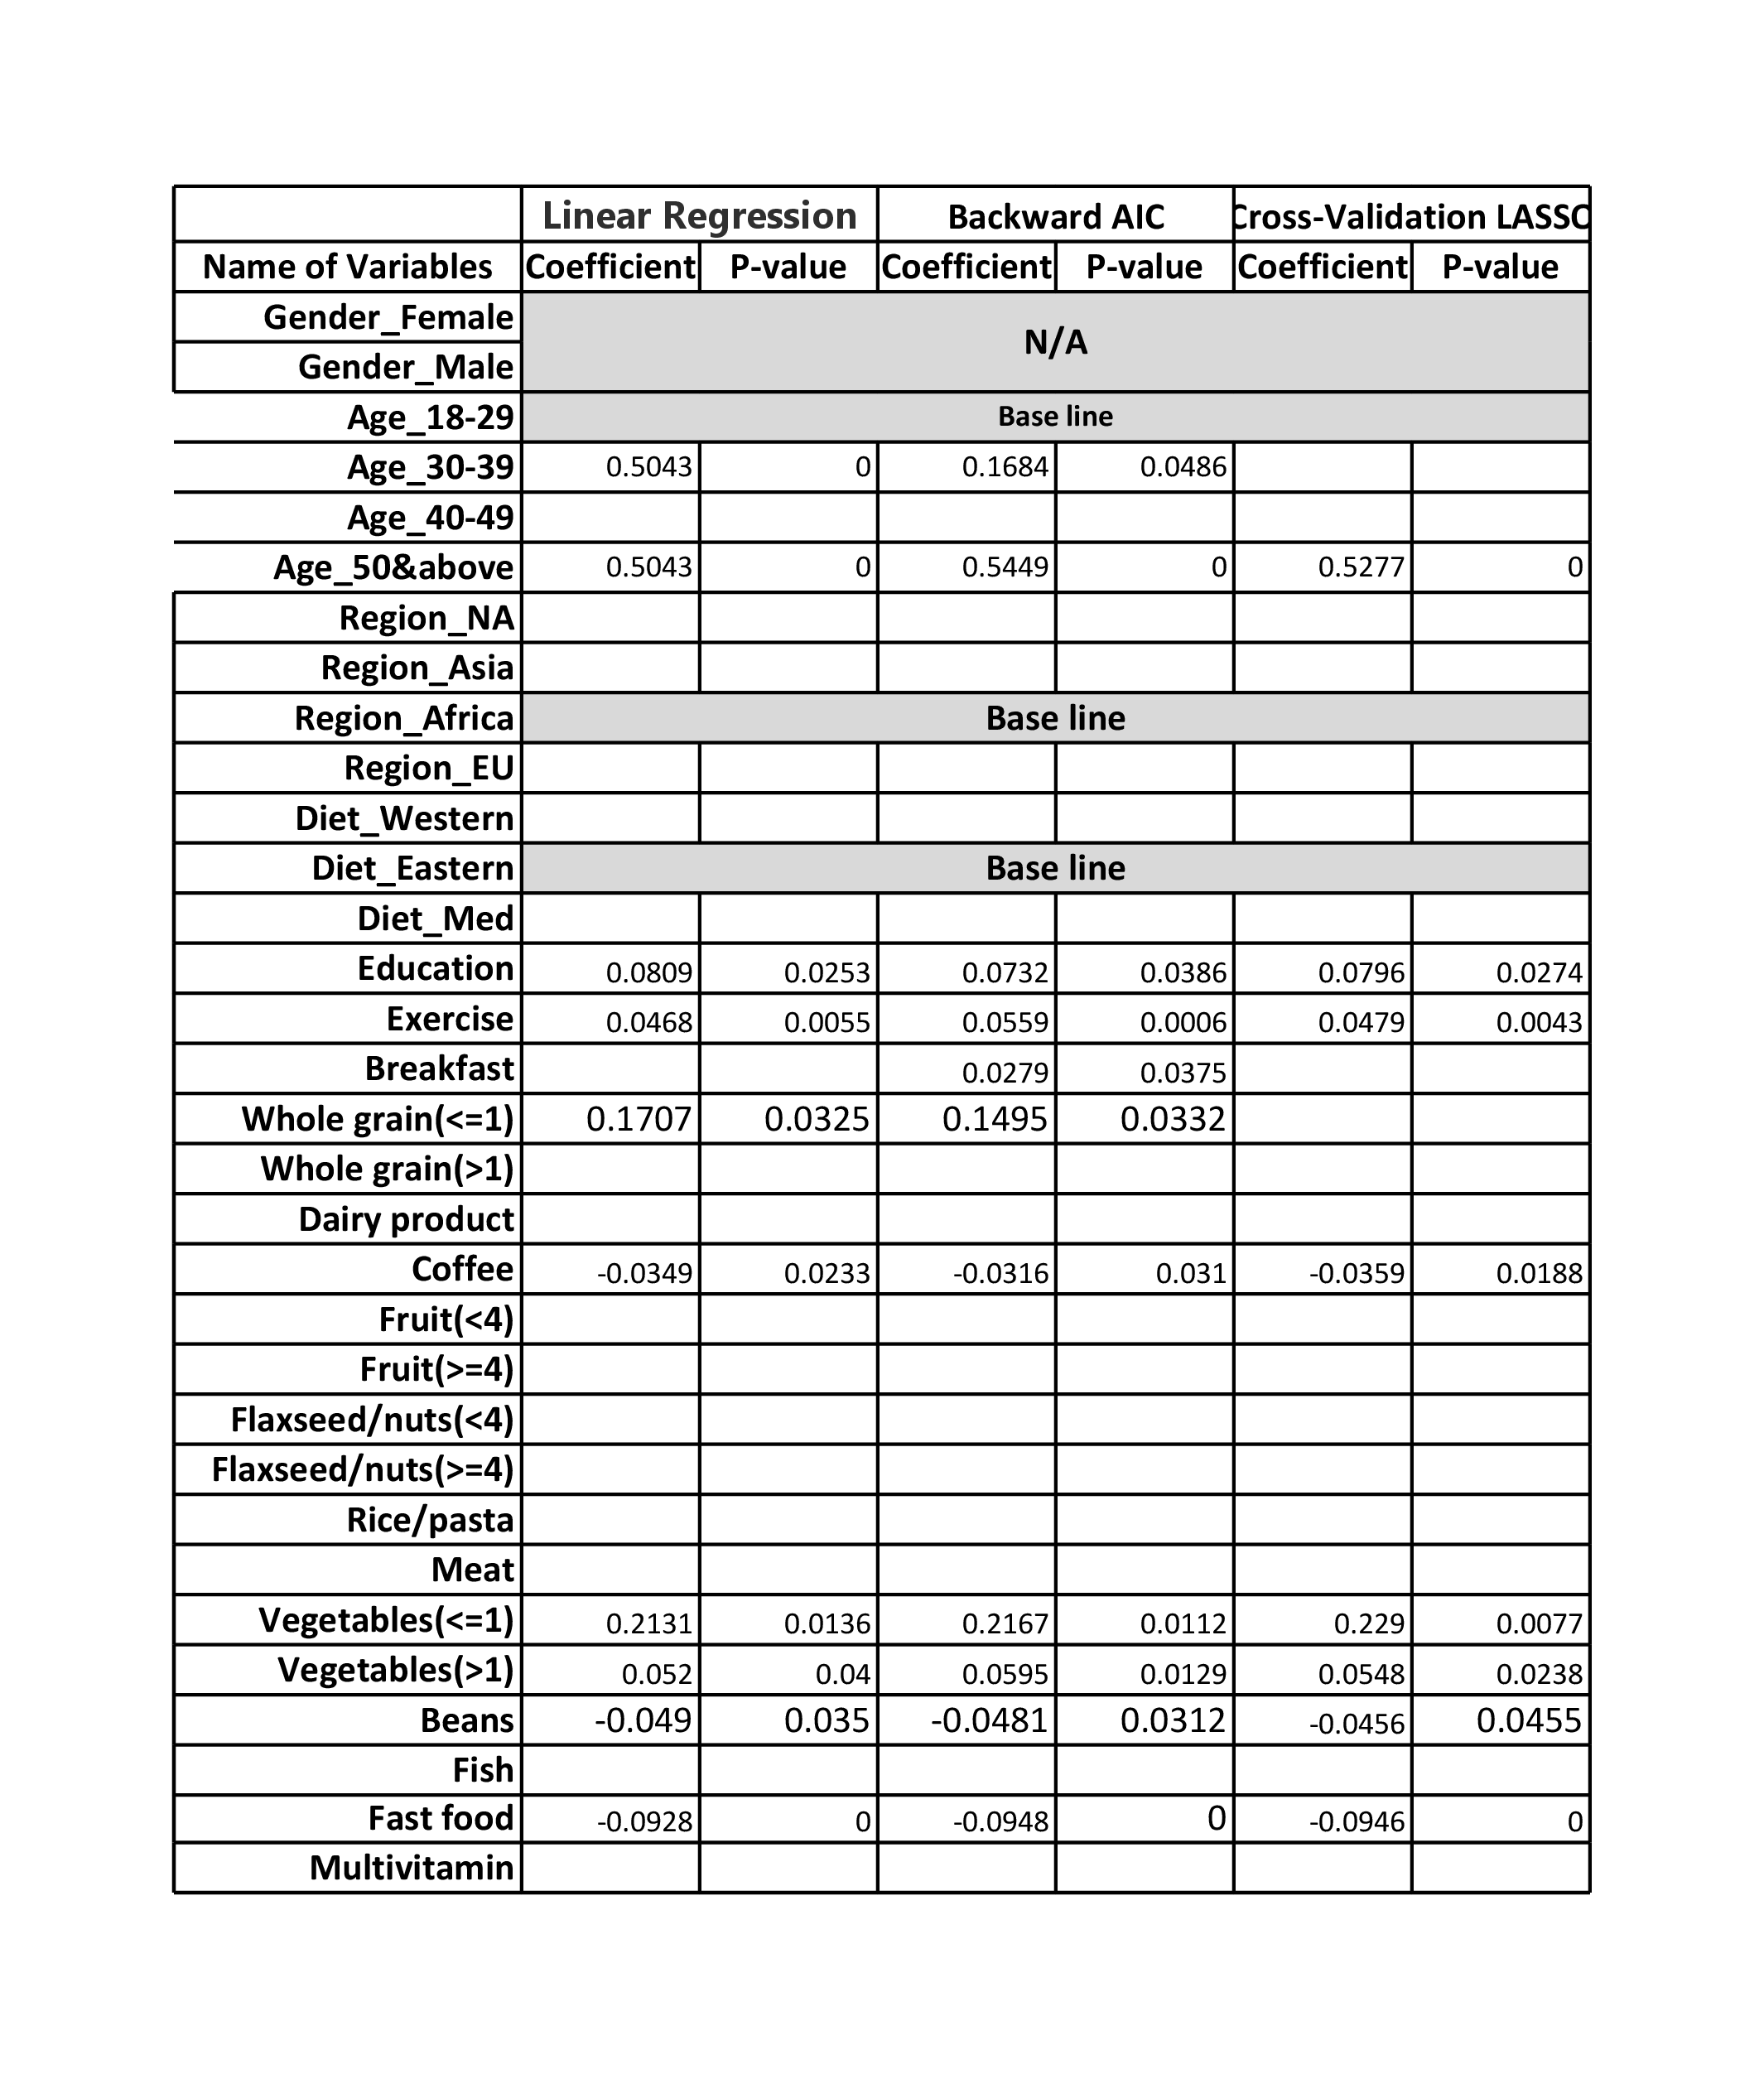 Linear Regression Backward AIC Cross-Validation LASSO
Name of Variables Coefficient P-value Coefficient P-value Coefficient P-value
Gender_Female
N/A
Gender_Male
Age_18-29 Base line
Age_30-39 0.5043 0 0.1684 0.0486
Age_40-49
Age_50&above 0.5043 0 0.5449 0 0.5277 0
Region_NA
Region_Asia
Region_Africa Base line
Region_EU
Diet_Western
Diet_Eastern Base line
Diet_Med
Education 0.0809 0.0253 0.0732 0.0386 0.0796 0.0274
Exercise 0.0468 0.0055 0.0559 0.0006 0.0479 0.0043
Breakfast 0.0279 0.0375
Whole grain(<=1) 0.1707 0.0325 0.1495 0.0332
Whole grain(>1)
Dairy product
Coffee -0.0349 0.0233 -0.0316 0.031 -0.0359 0.0188
Fruit(<4)
Fruit(>=4)
Flaxseed/nuts(<4)
Flaxseed/nuts(>=4)
Rice/pasta
Meat
Vegetables(<=1) 0.2131 0.0136 0.2167 0.0112 0.229 0.0077
Vegetables(>1) 0.052 0.04 0.0595 0.0129 0.0548 0.0238
Beans -0.049 0.035 -0.0481 0.0312 -0.0456 0.0455
Fish
Fast food -0.0928 0 -0.0948 0 -0.0946 0
Multivitamin